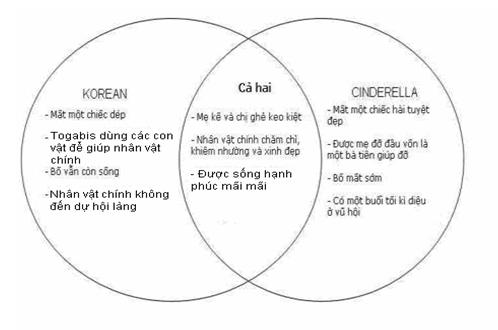 KOREAN
- Mất một chiếc dép
- Togabis dùng các con
vật để giúp nhân vật
chính
- Bố vẫn còn sống
- Nhân vật chính không
đến dự hội làng
Cả hai
- Mẹ kế và chị ghẻ keo kiệt
- Nhân vật chính chăm chỉ,
khiêm nhường và xinh đẹp
- Được sống hạnh
phúc mãi mãi
CINDERELLA
- Mất một chiếc hài tuyệt
đẹp
- Được mẹ đỡ đầu vốn là
một bà tiên giúp đỡ
- Bố mất sớm
- Có một buổi tối kì diệu
ở vũ hội